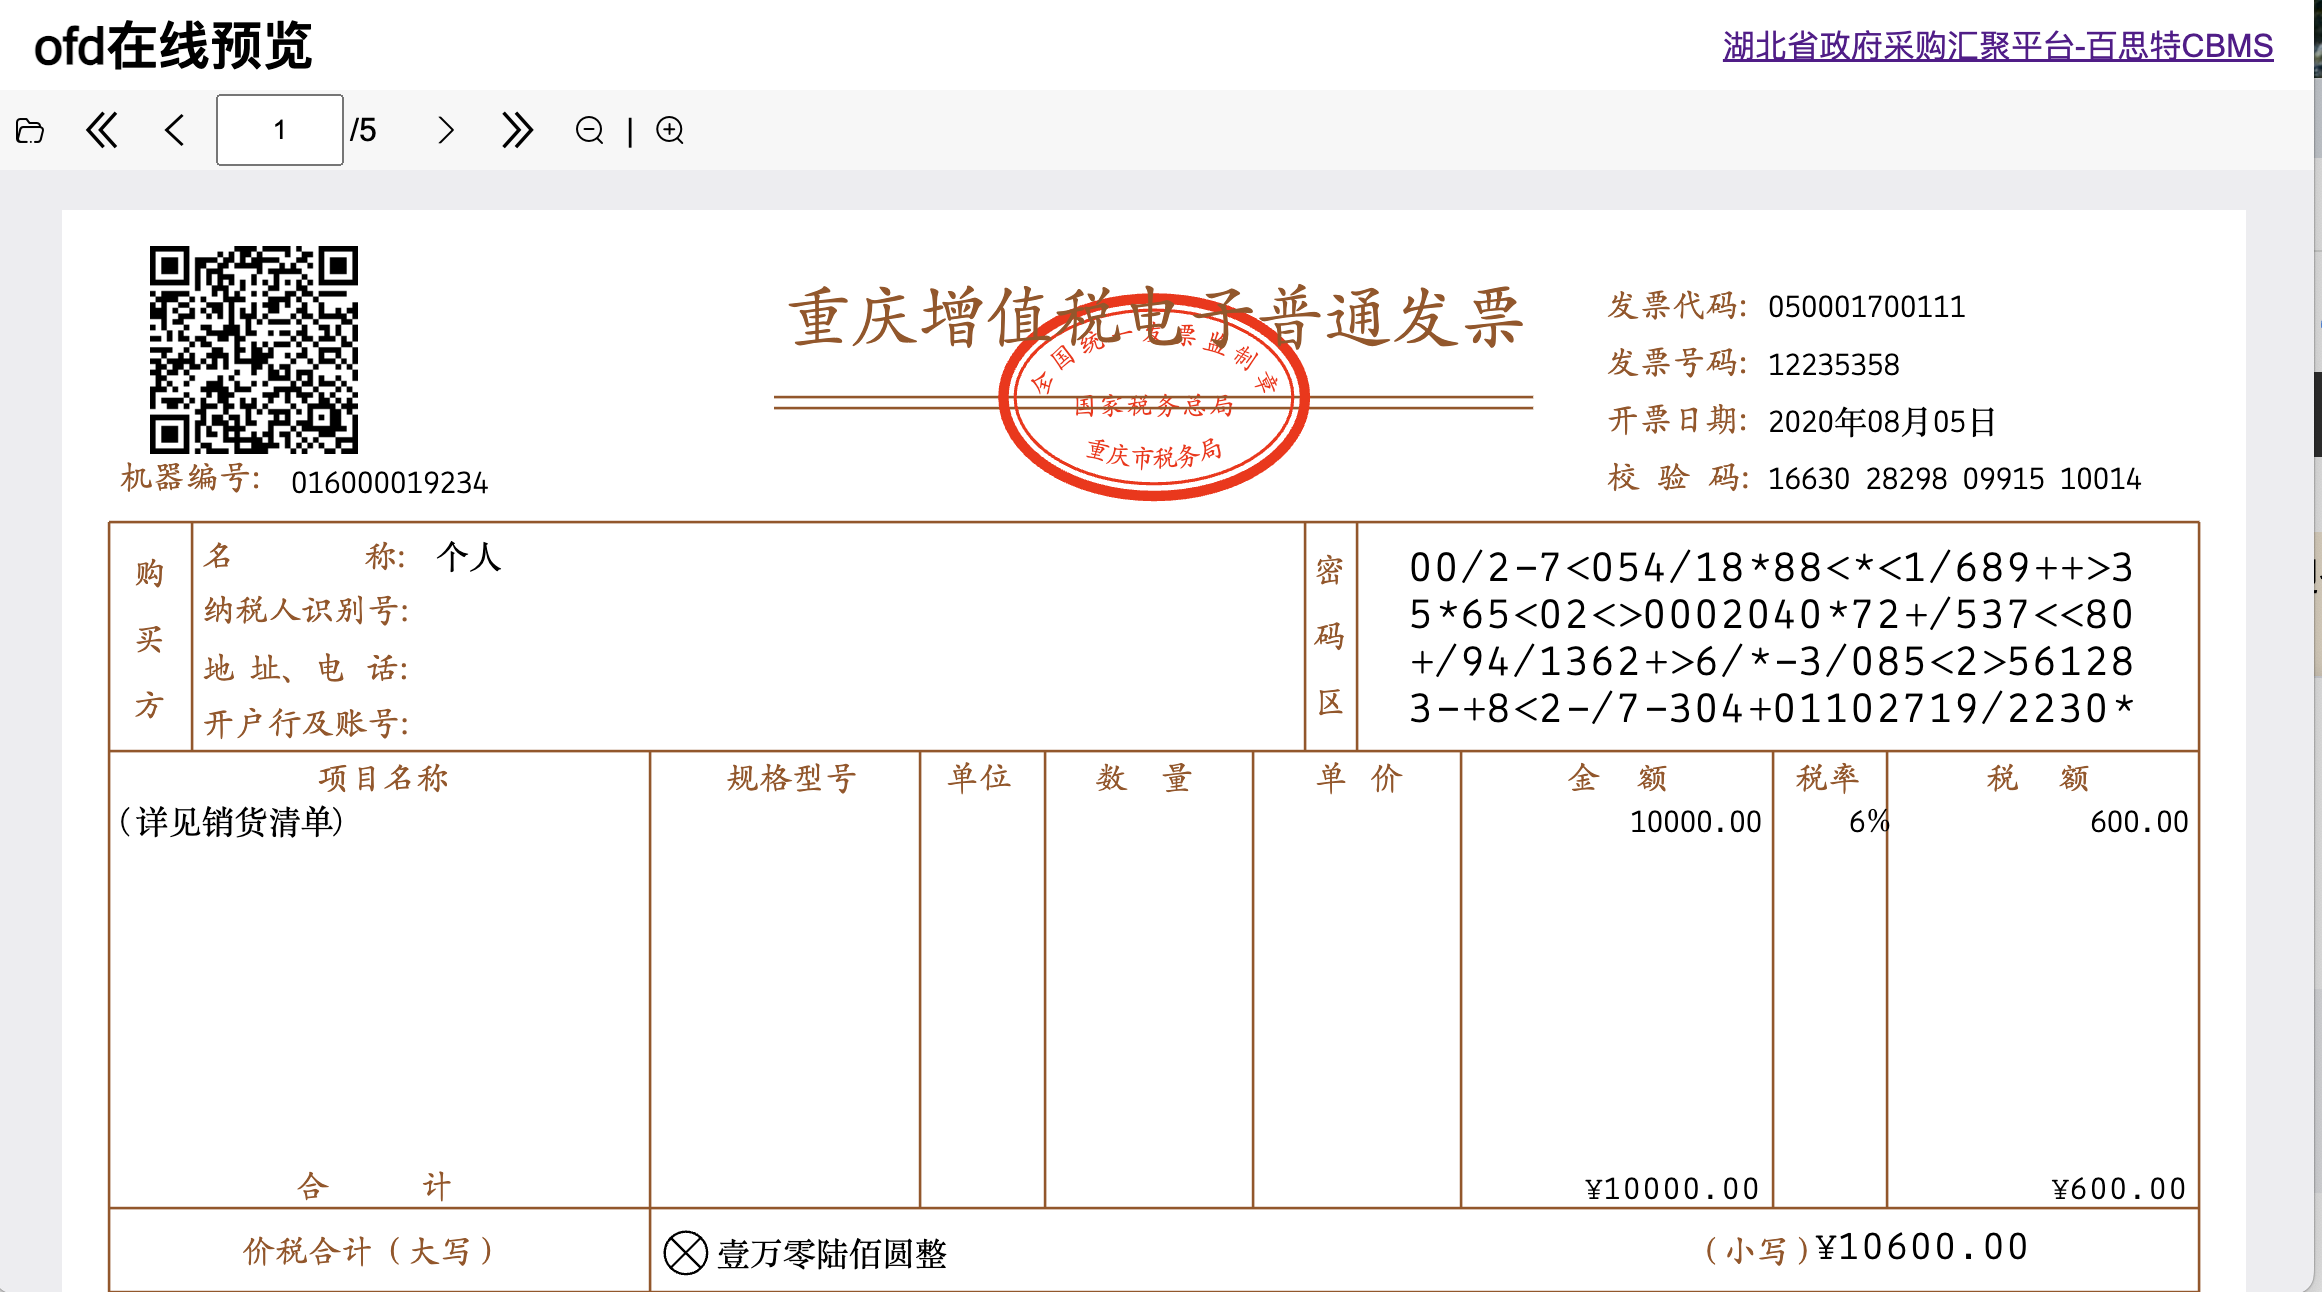 ofd在线预览
湖北省政府采购汇聚平台-百思特CBMS
1 /5 |
重庆增值税电子普通发票
全国统一发票监制章
国家税务总局
重庆市税务局
发票代码: 050001700111
发票号码: 12235358
开票日期: 2020年08月05日
校 验 码: 16630 28298 09915 10014
机器编号: 016000019234
购买方
名 称: 个人
纳税人识别号:
地 址、电 话:
开户行及账号:
密码区
00/2-7<054/18*88<*<1/689++>3
5*65<02<>0002040*72+/537<<80
+/94/1362+>6/*-3/085<2>56128
3-+8<2-/7-304+01102719/2230*
项目名称 规格型号 单位 数 量 单 价 金 额 税率 税 额
(详见销货清单) 10000.00 6% 600.00
合 计 ¥10000.00 ¥600.00
价税合计(大写) 壹万零陆佰圆整 (小写)¥10600.00